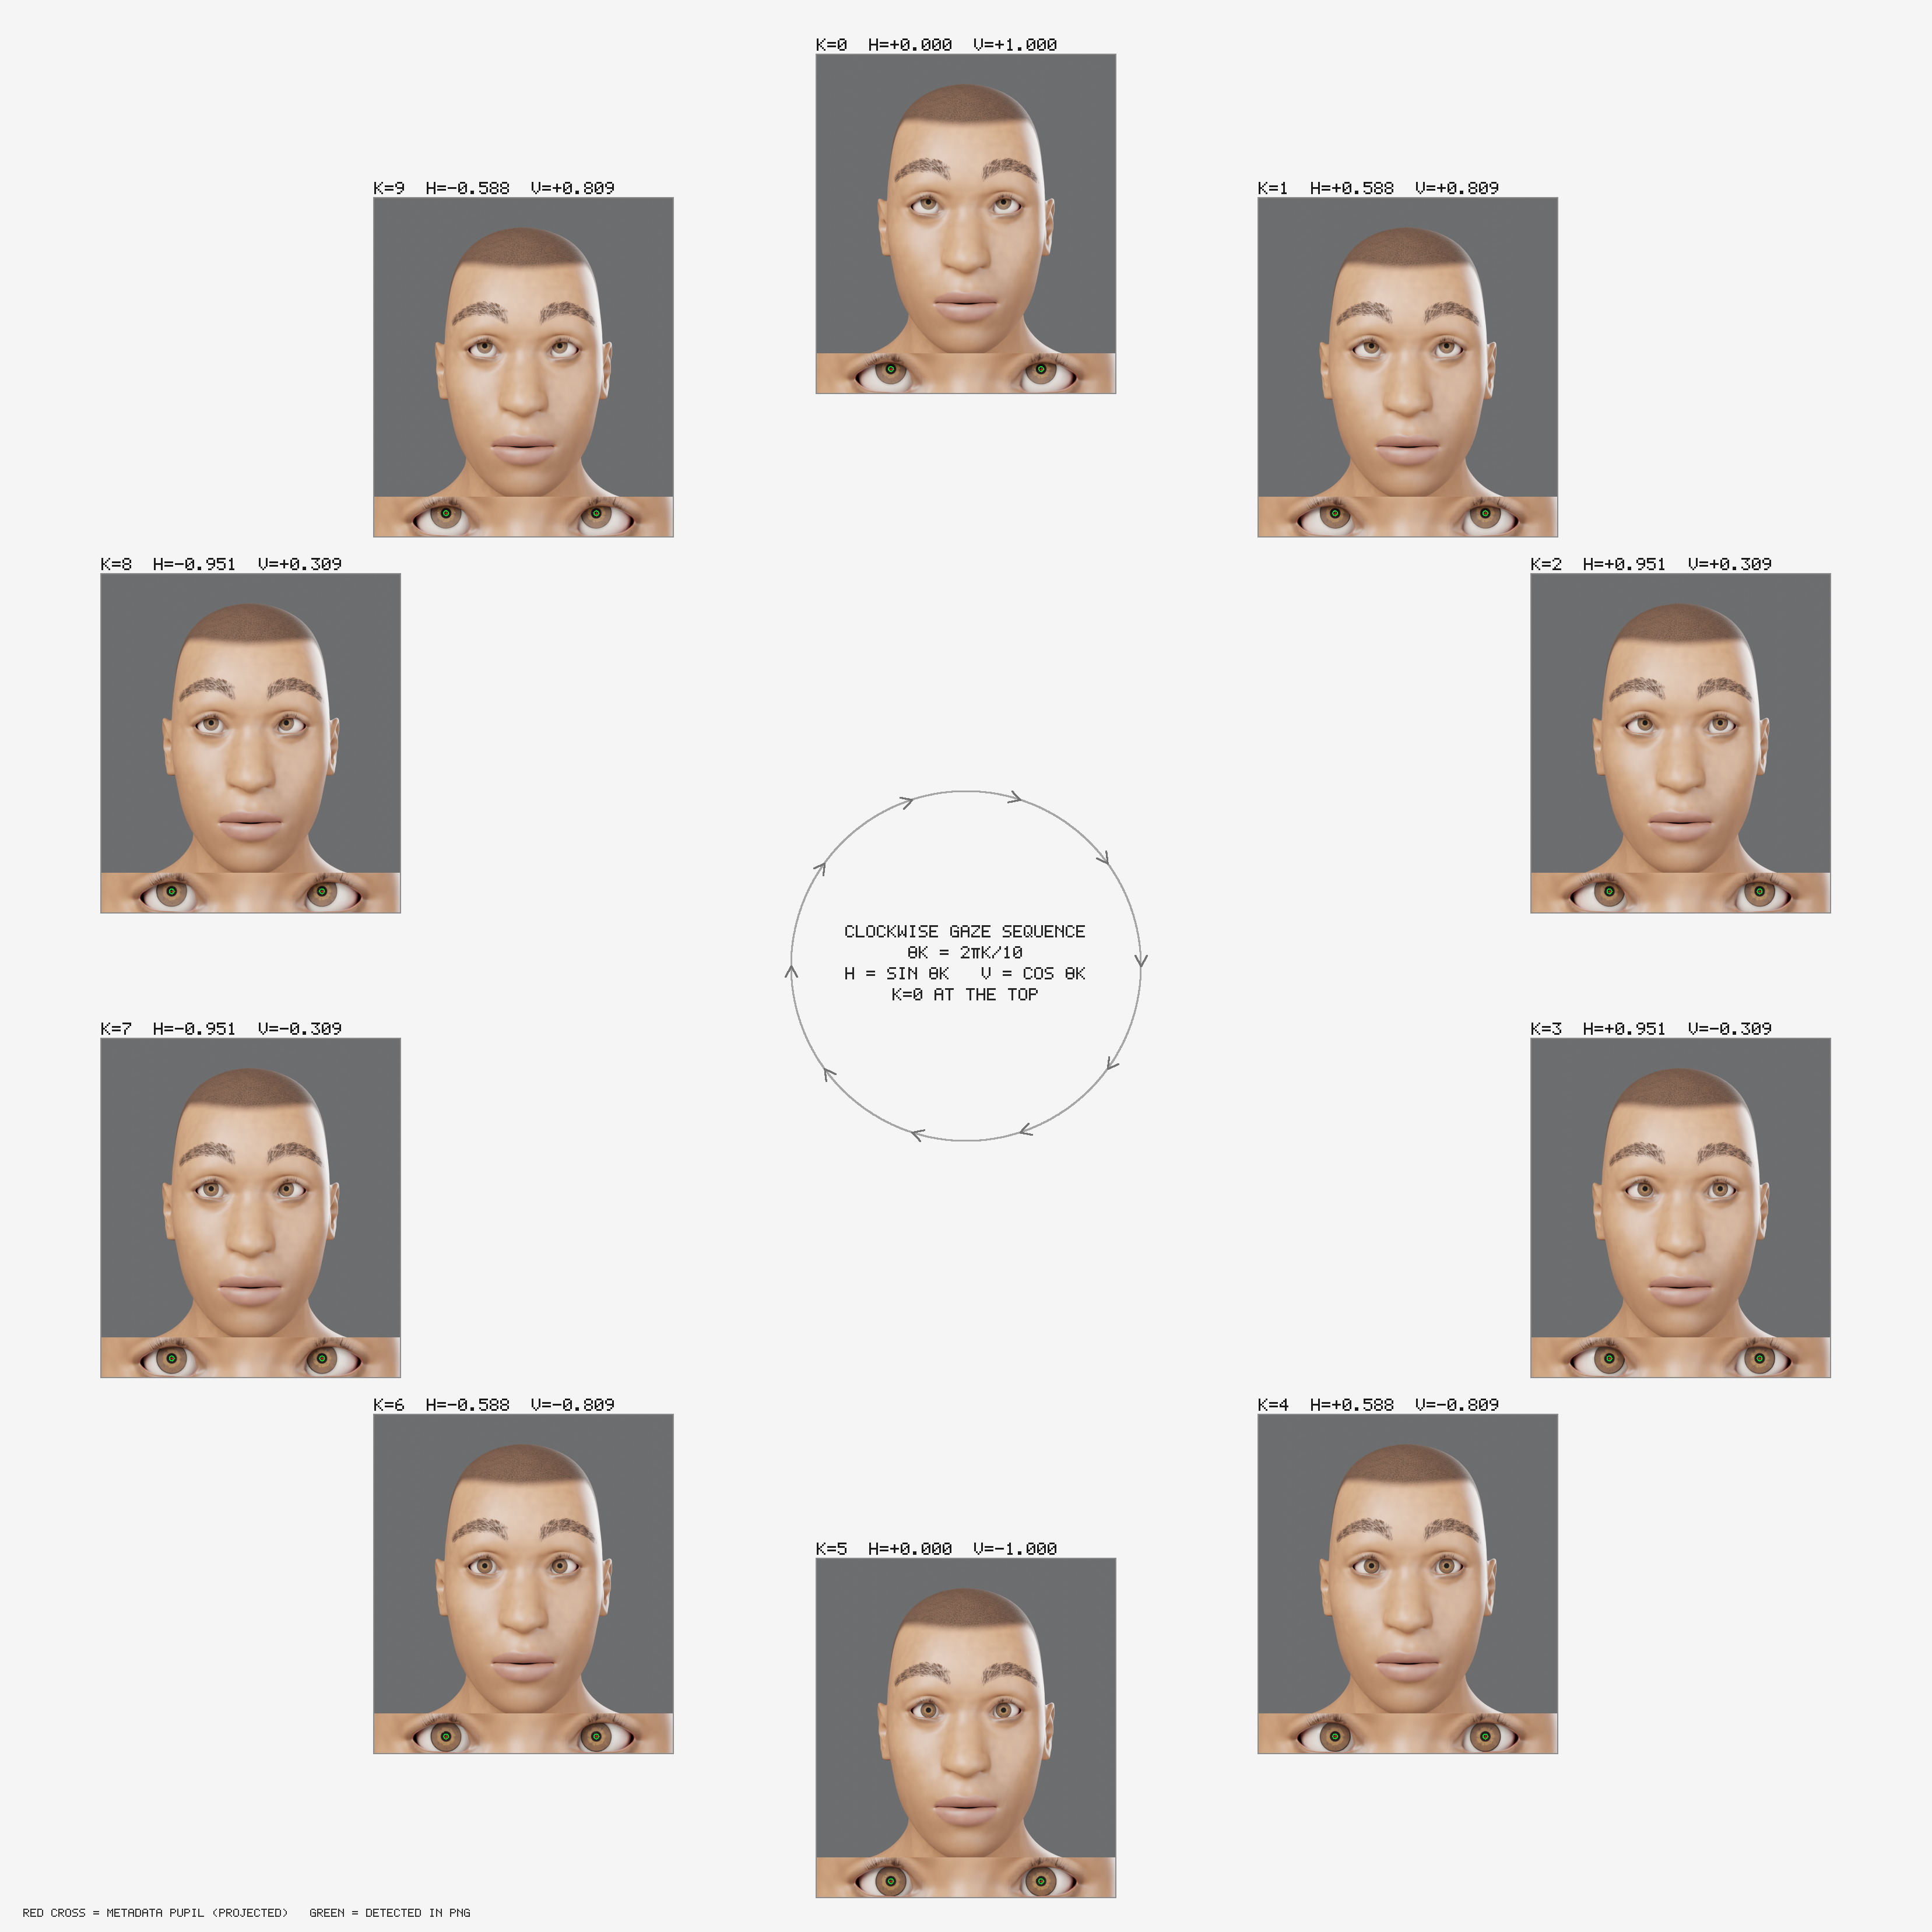 K=0 H=+0.000 V=+1.000
K=9 H=−0.588 V=+0.809
K=1 H=+0.588 V=+0.809
K=8 H=−0.951 V=+0.309
K=2 H=+0.951 V=+0.309
CLOCKWISE GAZE SEQUENCE
θK = 2πK/10
H = SIN θK V = COS θK
K=0 AT THE TOP
K=7 H=−0.951 V=−0.309
K=3 H=+0.951 V=−0.309
K=6 H=−0.588 V=−0.809
K=4 H=+0.588 V=−0.809
K=5 H=+0.000 V=−1.000
RED CROSS = METADATA PUPIL (PROJECTED) GREEN = DETECTED IN PNG